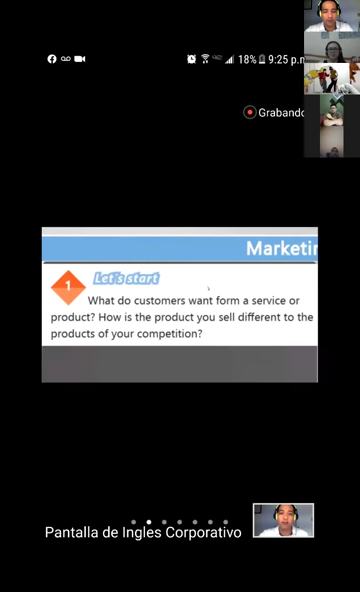 18% 9:25 p.m
Grabando
Marketin
1
Let's start
What do customers want form a service or
product? How is the product you sell different to the
products of your competition?
Pantalla de Ingles Corporativo